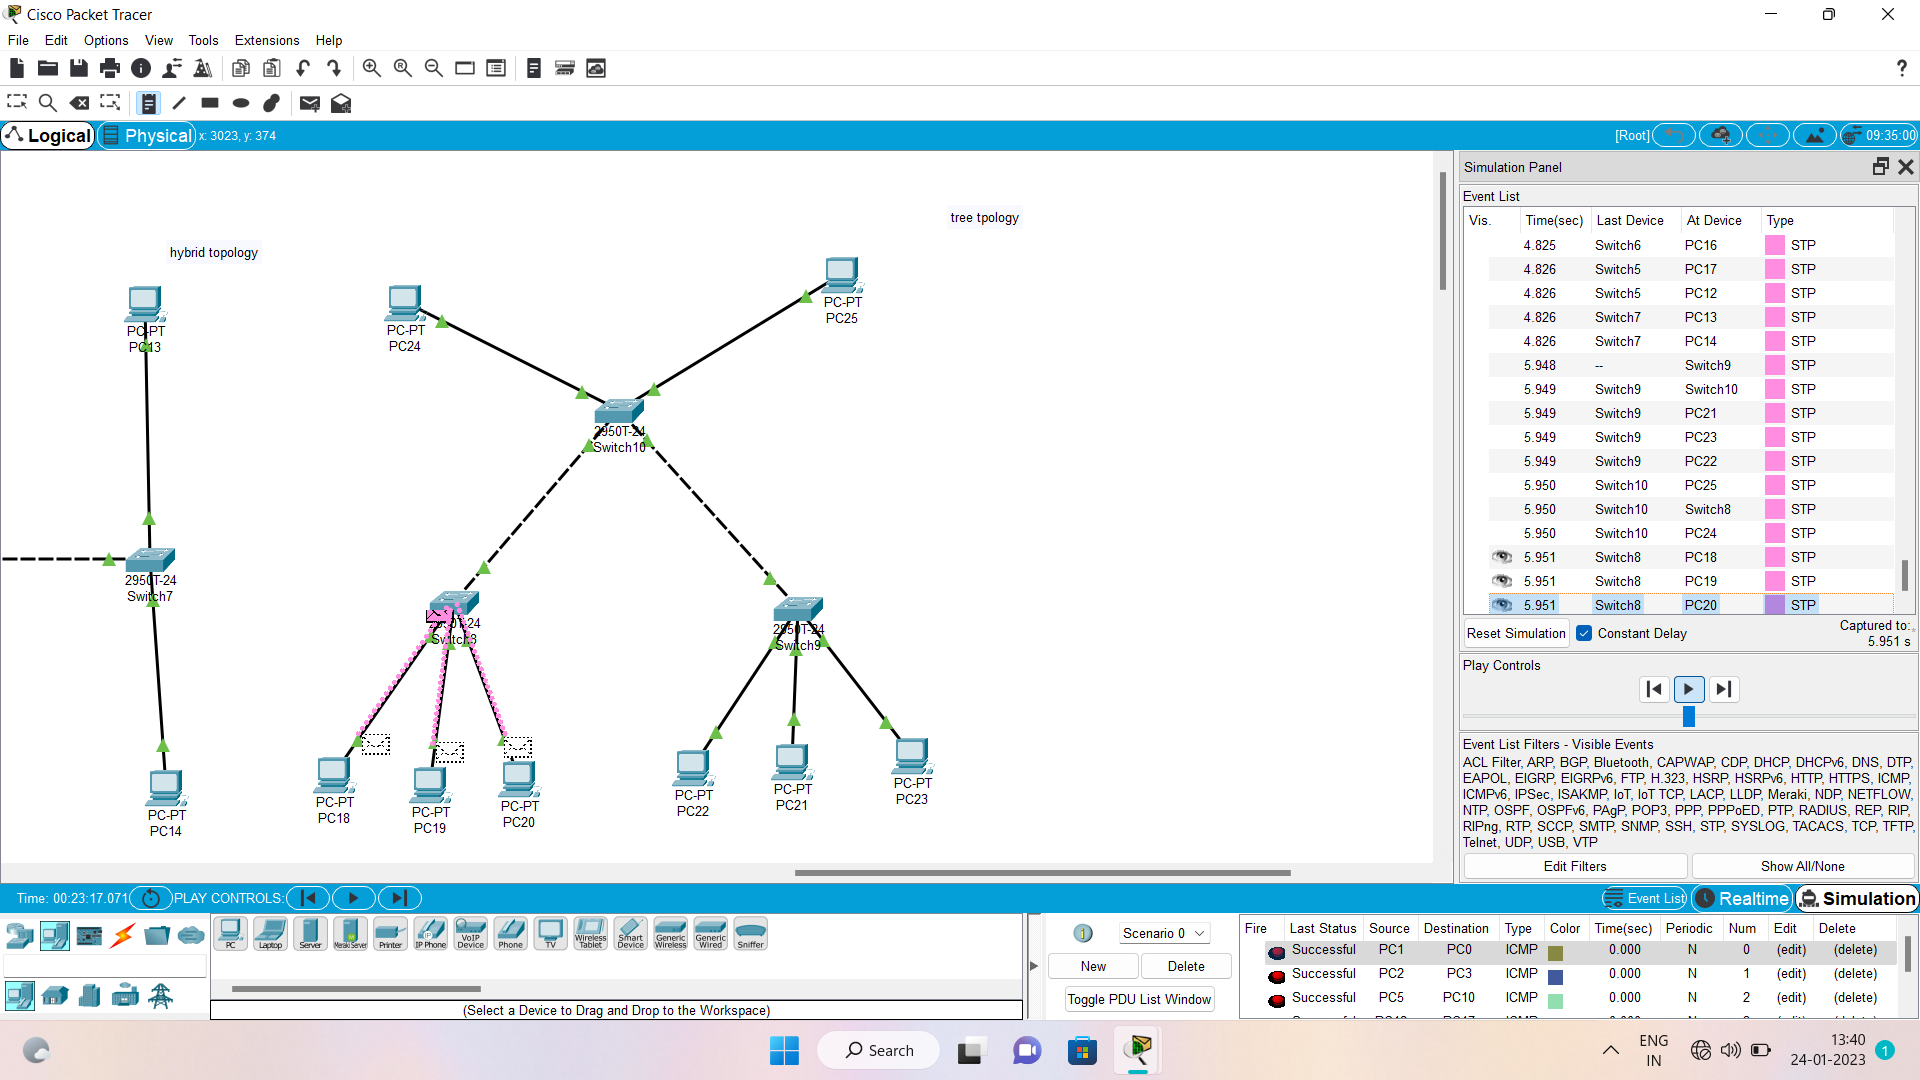 Cisco Packet Tracer
File Edit Options View Tools Extensions Help
Logical Physical x: 3023, y: 374 [Root] 09:35:00
tree tpology
hybrid topology
PC-PT
PC13
PC-PT
PC24
PC-PT
PC25
2950T-24
Switch10
2950T-24
Switch7
2950T-24
Switch9
PC-PT
PC14
PC-PT
PC18
PC-PT
PC19
PC-PT
PC20
PC-PT
PC22
PC-PT
PC21
PC-PT
PC23
Simulation Panel
Event List
Vis. Time(sec) Last Device At Device Type
4.825 Switch6 PC16 STP
4.826 Switch5 PC17 STP
4.826 Switch5 PC12 STP
4.826 Switch7 PC13 STP
4.826 Switch7 PC14 STP
5.948 -- Switch9 STP
5.949 Switch9 Switch10 STP
5.949 Switch9 PC21 STP
5.949 Switch9 PC23 STP
5.949 Switch9 PC22 STP
5.950 Switch10 PC25 STP
5.950 Switch10 Switch8 STP
5.950 Switch10 PC24 STP
5.951 Switch8 PC18 STP
5.951 Switch8 PC19 STP
5.951 Switch8 PC20 STP
Reset Simulation Constant Delay Captured to:
5.951 s
Play Controls
Event List Filters - Visible Events
ACL Filter, ARP, BGP, Bluetooth, CAPWAP, CDP, DHCP, DHCPv6, DNS, DTP,
EAPOL, EIGRP, EIGRPv6, FTP, H.323, HSRP, HSRPv6, HTTP, HTTPS, ICMP,
ICMPv6, IPSec, ISAKMP, IoT, IoT TCP, LACP, LLDP, Meraki, NDP, NETFLOW,
NTP, OSPF, OSPFv6, PAgP, POP3, PPP, PPPoED, PTP, RADIUS, REP, RIP,
RIPng, RTP, SCCP, SMTP, SNMP, SSH, STP, SYSLOG, TACACS, TCP, TFTP,
Telnet, UDP, USB, VTP
Edit Filters Show All/None
Time: 00:23:17.071 PLAY CONTROLS: Event List Realtime Simulation
PC Laptop Server Meraki Server Printer IP Phone VoIP Device Phone TV Wireless Tablet Smart Device Generic Wireless Generic Wired Sniffer
(Select a Device to Drag and Drop to the Workspace)
Scenario 0
New Delete
Toggle PDU List Window
Fire Last Status Source Destination Type Color Time(sec) Periodic Num Edit Delete
Successful PC1 PC0 ICMP 0.000 N 0 (edit) (delete)
Successful PC2 PC3 ICMP 0.000 N 1 (edit) (delete)
Successful PC5 PC10 ICMP 0.000 N 2 (edit) (delete)
Search
ENG
IN
13:40
24-01-2023
1